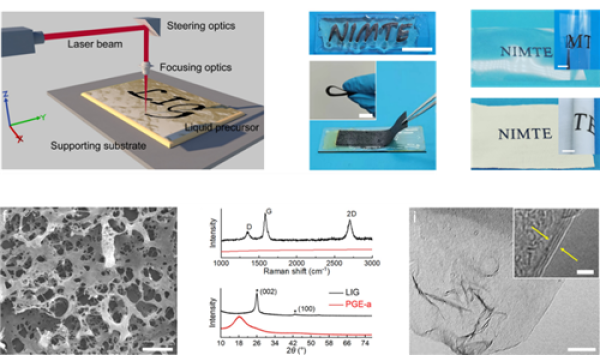 Steering optics
Laser beam
Focusing optics
LIG
Liquid precursor
Supporting substrate
Z
Y
X
NIMTE
NIMTE
MT
NIMTE
TE
D
G
2D
Intensity
1000 1500 2000 2500 3000
Raman shift (cm⁻¹)
(002)
(100)
LIG
PGE-a
Intensity
10 18 26 34 42 50 58 66 74
2θ (°)